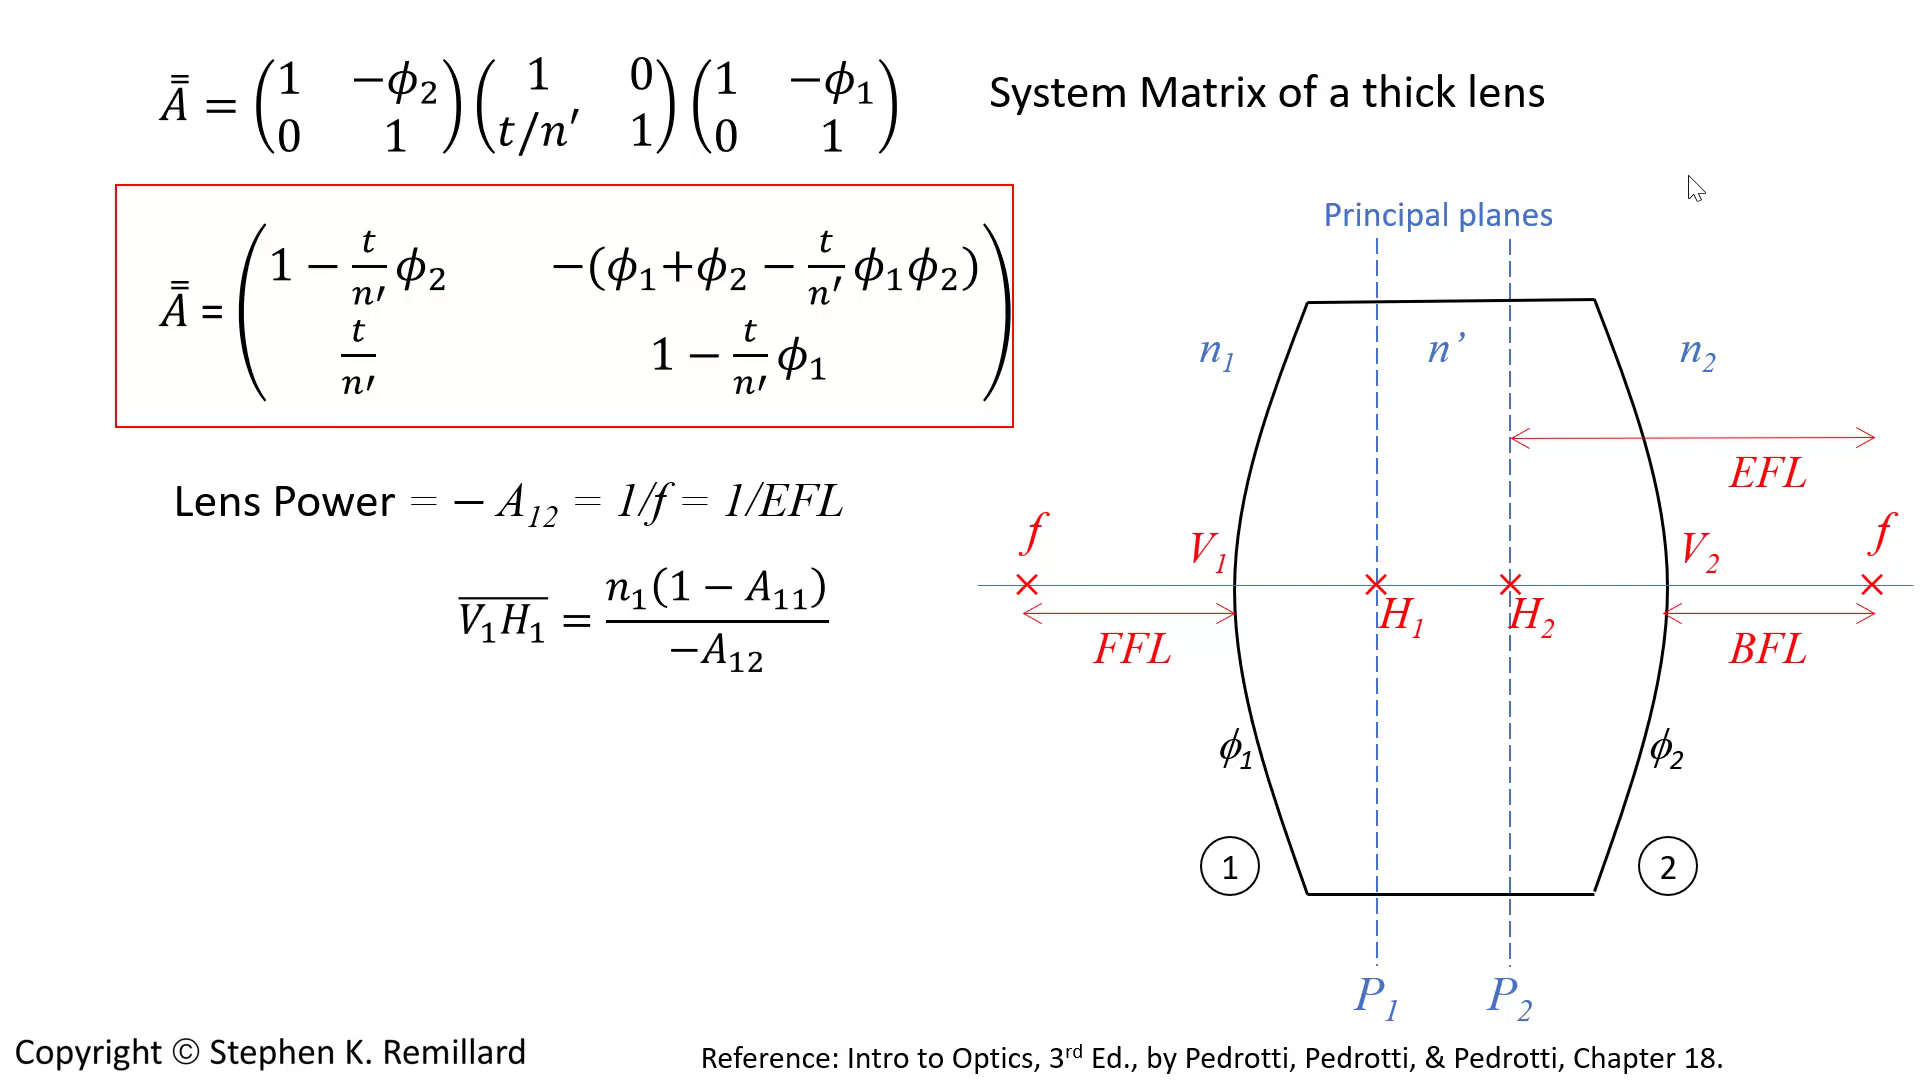 A̿ = (1 −ϕ₂ 0 1) (1 0 t/n′ 1) (1 −ϕ₁ 0 1)
System Matrix of a thick lens
A̿ = (1 − t/n′ ϕ₂ −(ϕ₁+ϕ₂ − t/n′ ϕ₁ϕ₂)
t/n′ 1 − t/n′ ϕ₁)
Lens Power = − A₁₂ = 1/f = 1/EFL
V₁H₁ = n₁(1 − A₁₁) / −A₁₂
Principal planes
n₁ n’ n₂
EFL
f V₁ V₂ f
H₁ H₂
FFL BFL
ϕ₁ ϕ₂
1 2
P₁ P₂
Copyright © Stephen K. Remillard
Reference: Intro to Optics, 3rd Ed., by Pedrotti, Pedrotti, & Pedrotti, Chapter 18.